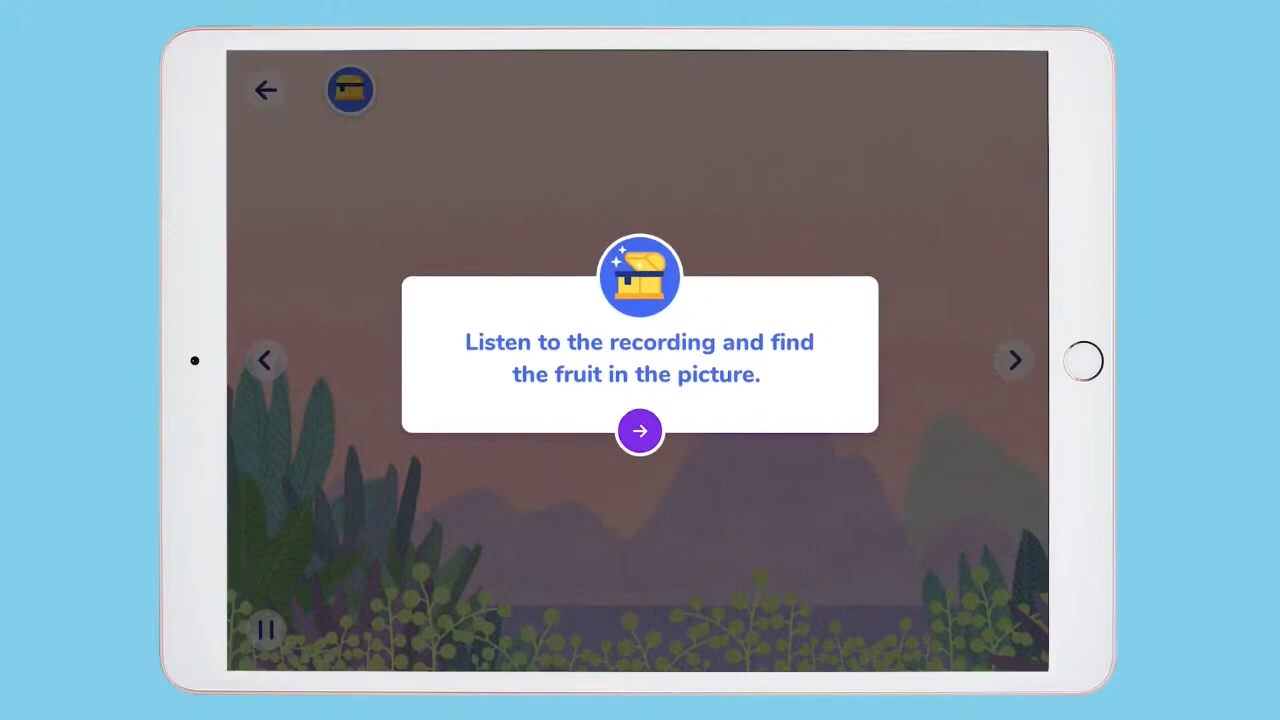 Listen to the recording and find
the fruit in the picture.